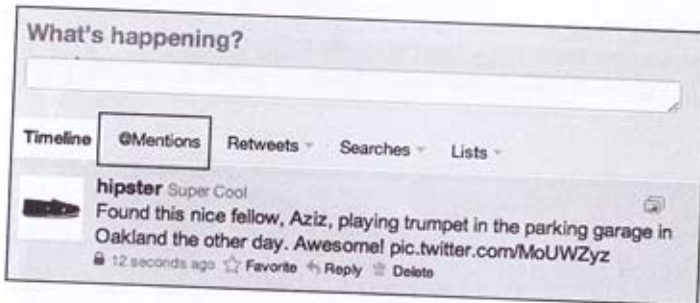 What's happening?
Timeline @Mentions Retweets Searches Lists
hipster Super Cool
Found this nice fellow, Aziz, playing trumpet in the parking garage in
Oakland the other day. Awesome! pic.twitter.com/MoUWZyz
12 seconds ago Favorite Reply Delete